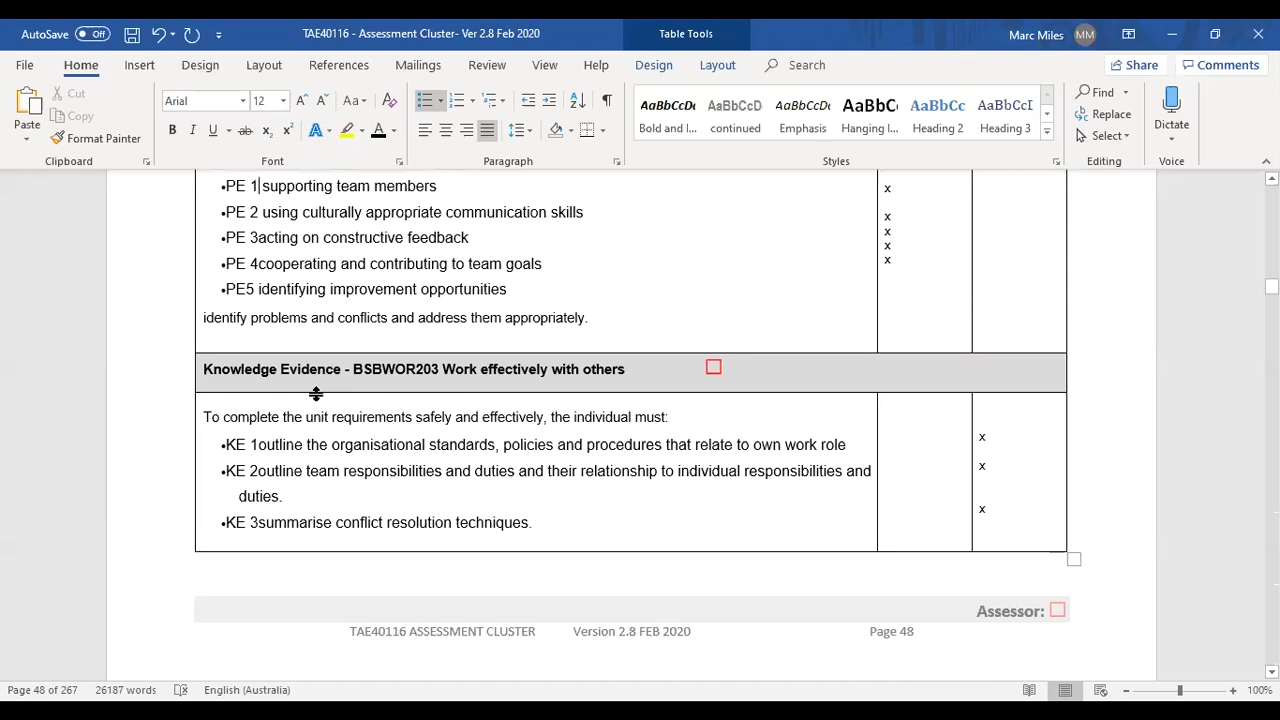 AutoSave Off TAE40116 - Assessment Cluster- Ver 2.8 Feb 2020 Table Tools Marc Miles MM
File Home Insert Design Layout References Mailings Review View Help Design Layout Search Share Comments
Paste Cut Copy Format Painter
Clipboard
Arial 12 Aa
B I U ab x₂ x² A A
Font
Paragraph
AaBbCcDc AaBbCcDc AaBbCcDc AaBbCc AaBbCc AaBbCcI
Bold and I... continued Emphasis Hanging I... Heading 2 Heading 3
Styles
Find Replace Select
Editing
Dictate
Voice
•PE 1 supporting team members x
•PE 2 using culturally appropriate communication skills x
•PE 3acting on constructive feedback x
x
•PE 4cooperating and contributing to team goals x
•PE5 identifying improvement opportunities
identify problems and conflicts and address them appropriately.
Knowledge Evidence - BSBWOR203 Work effectively with others
To complete the unit requirements safely and effectively, the individual must:
•KE 1outline the organisational standards, policies and procedures that relate to own work role x
•KE 2outline team responsibilities and duties and their relationship to individual responsibilities and x
duties.
•KE 3summarise conflict resolution techniques. x
Assessor:
TAE40116 ASSESSMENT CLUSTER Version 2.8 FEB 2020 Page 48
Page 48 of 267 26187 words English (Australia) 100%